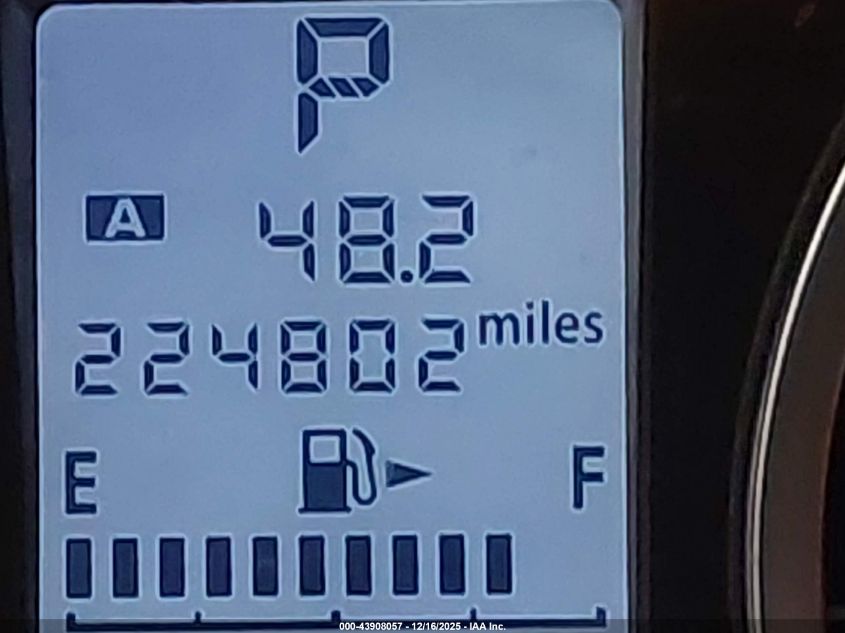 P
A 48.2
224802 miles
E F
000-43908057 - 12/16/2025 - IAA Inc.